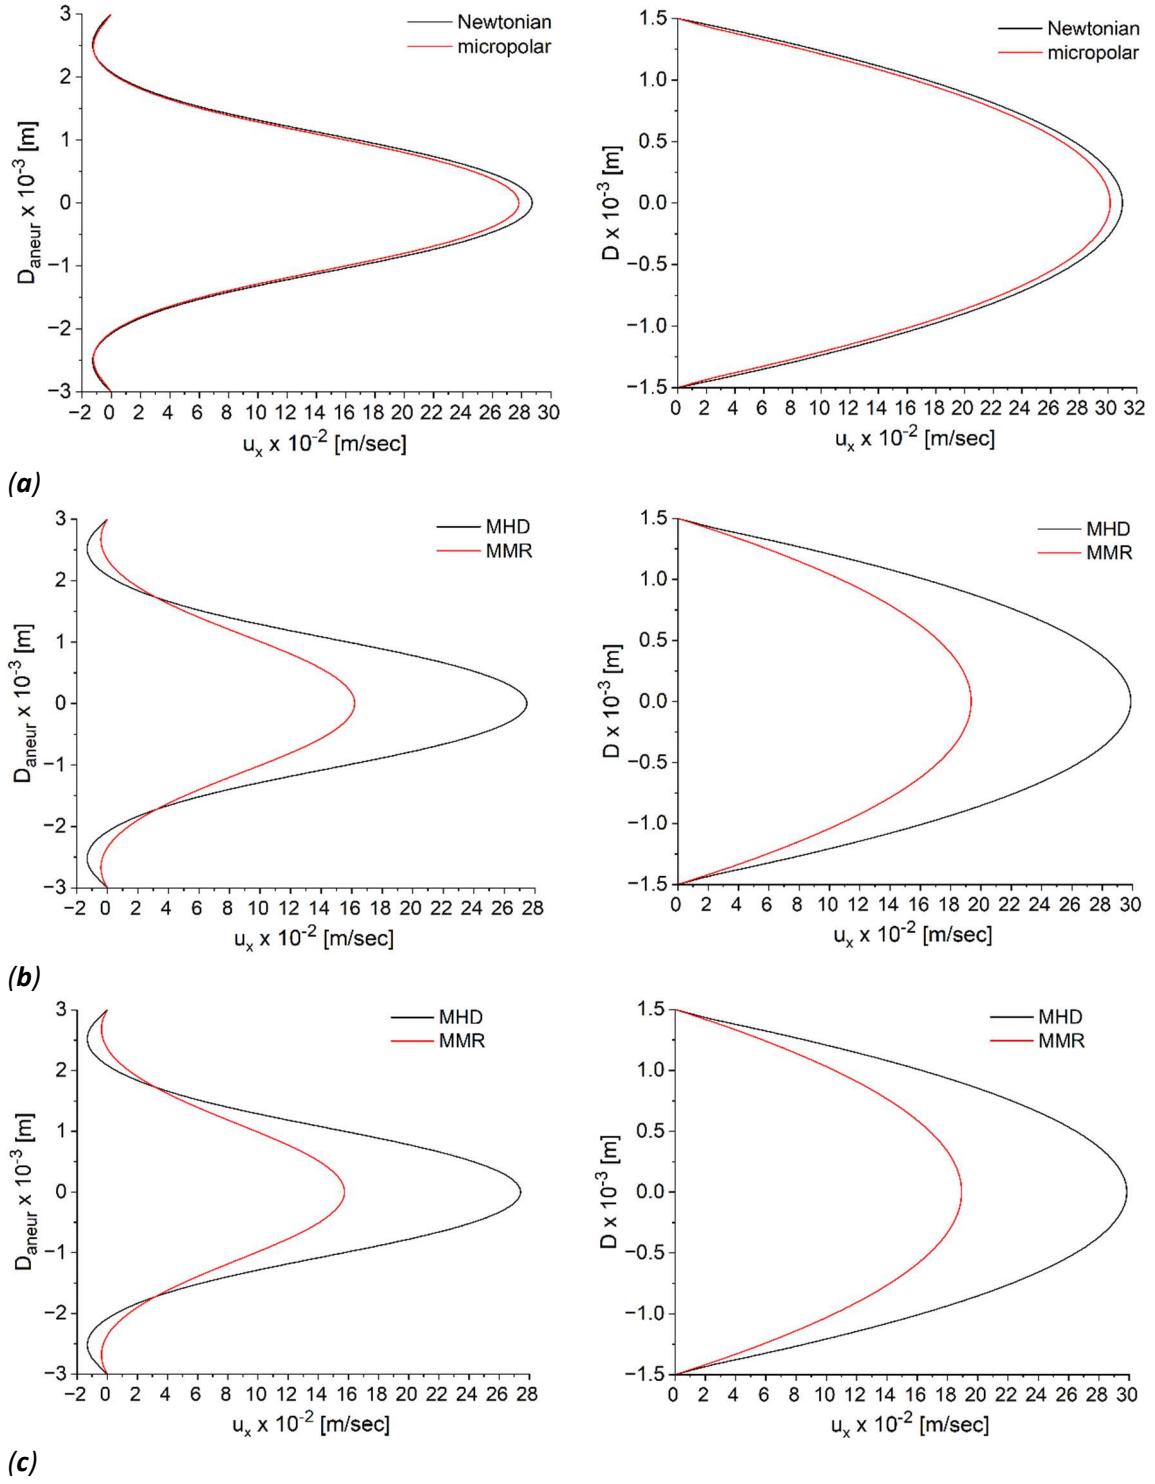 3
2
1
0
−1
−2
−3
D_aneur x 10^-3 [m]
Newtonian
micropolar
−2 0 2 4 6 8 10 12 14 16 18 20 22 24 26 28 30
u_x x 10^-2 [m/sec]
1.5
1.0
0.5
0.0
−0.5
−1.0
−1.5
D x 10^-3 [m]
Newtonian
micropolar
0 2 4 6 8 10 12 14 16 18 20 22 24 26 28 30 32
u_x x 10^-2 [m/sec]
(a)
3
2
1
0
−1
−2
−3
D_aneur x 10^-3 [m]
MHD
MMR
−2 0 2 4 6 8 10 12 14 16 18 20 22 24 26 28
u_x x 10^-2 [m/sec]
1.5
1.0
0.5
0.0
−0.5
−1.0
−1.5
D x 10^-3 [m]
MHD
MMR
0 2 4 6 8 10 12 14 16 18 20 22 24 26 28 30
u_x x 10^-2 [m/sec]
(b)
3
2
1
0
−1
−2
−3
D_aneur x 10^-3 [m]
MHD
MMR
−2 0 2 4 6 8 10 12 14 16 18 20 22 24 26 28
u_x x 10^-2 [m/sec]
1.5
1.0
0.5
0.0
−0.5
−1.0
−1.5
D x 10^-3 [m]
MHD
MMR
0 2 4 6 8 10 12 14 16 18 20 22 24 26 28 30
u_x x 10^-2 [m/sec]
(c)